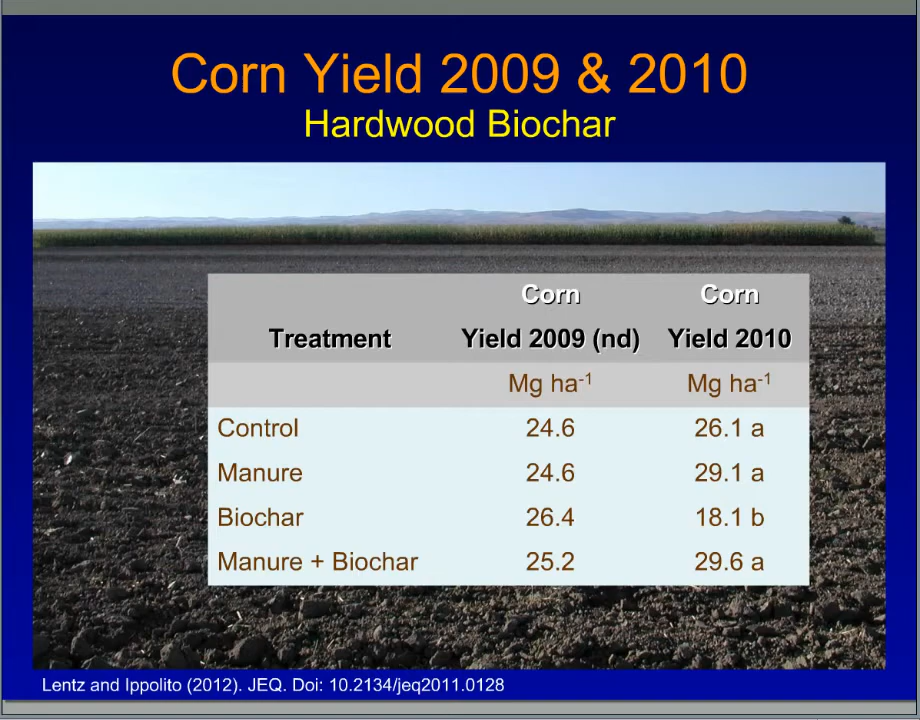 Corn Yield 2009 & 2010
Hardwood Biochar
Corn Corn
Treatment Yield 2009 (nd) Yield 2010
Mg ha-1 Mg ha-1
Control 24.6 26.1 a
Manure 24.6 29.1 a
Biochar 26.4 18.1 b
Manure + Biochar 25.2 29.6 a
Lentz and Ippolito (2012). JEQ. Doi: 10.2134/jeq2011.0128